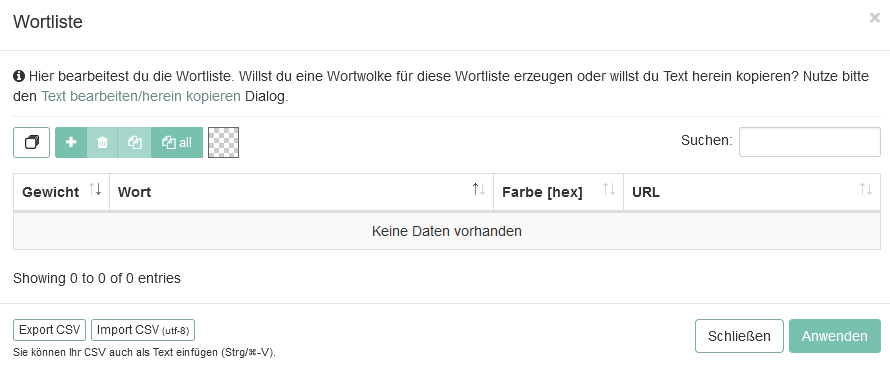 Wortliste
×
Hier bearbeitest du die Wortliste. Willst du eine Wortwolke für diese Wortliste erzeugen oder willst du Text herein kopieren? Nutze bitte
den Text bearbeiten/herein kopieren Dialog.
all Suchen:
Gewicht Wort Farbe [hex] URL
Keine Daten vorhanden
Showing 0 to 0 of 0 entries
Export CSV Import CSV (utf-8) Schließen Anwenden
Sie können Ihr CSV auch als Text einfügen (Strg/⌘-V).